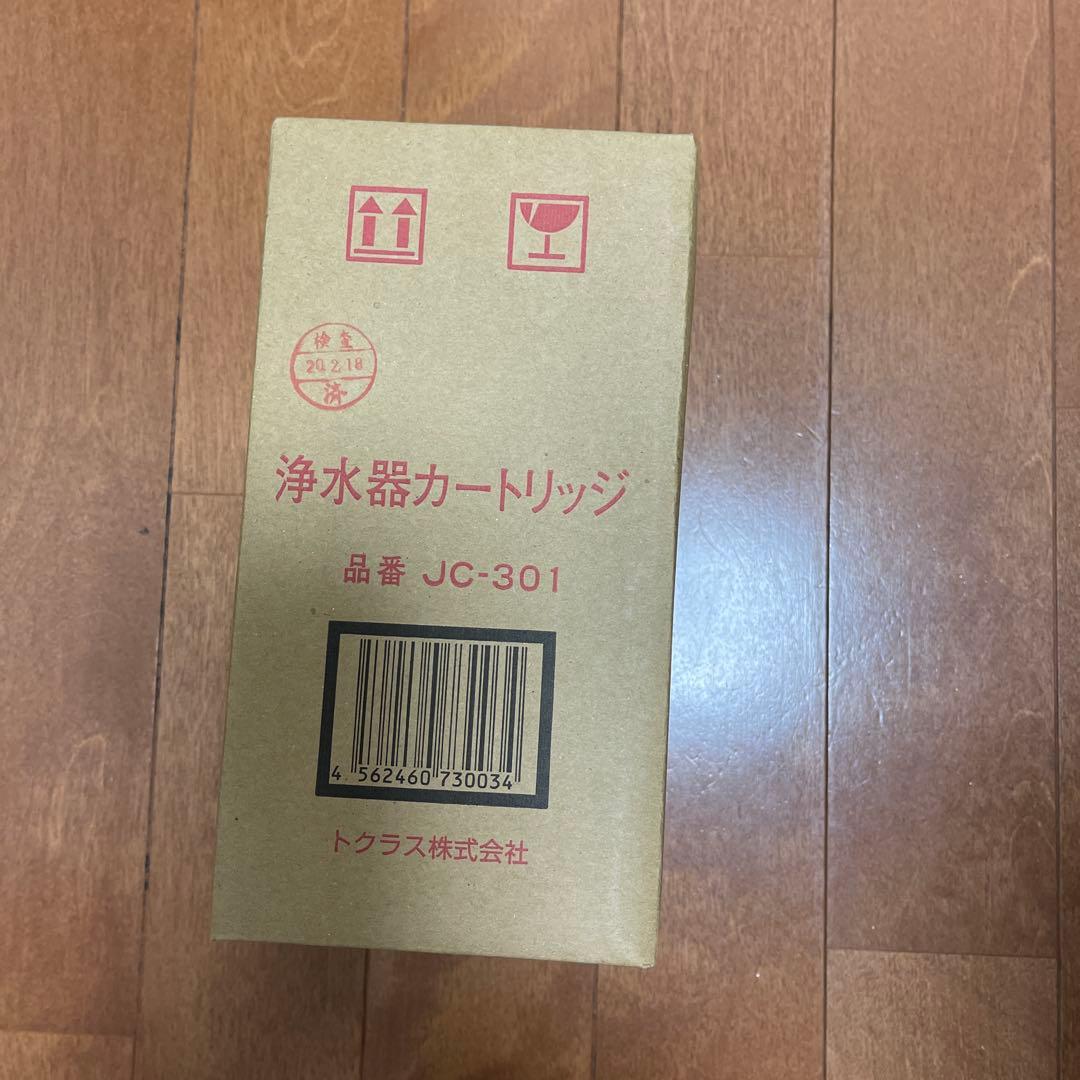 検査
20.2.18
済
浄水器カートリッジ
品番 JC-301
4 562460 730034
トクラス株式会社